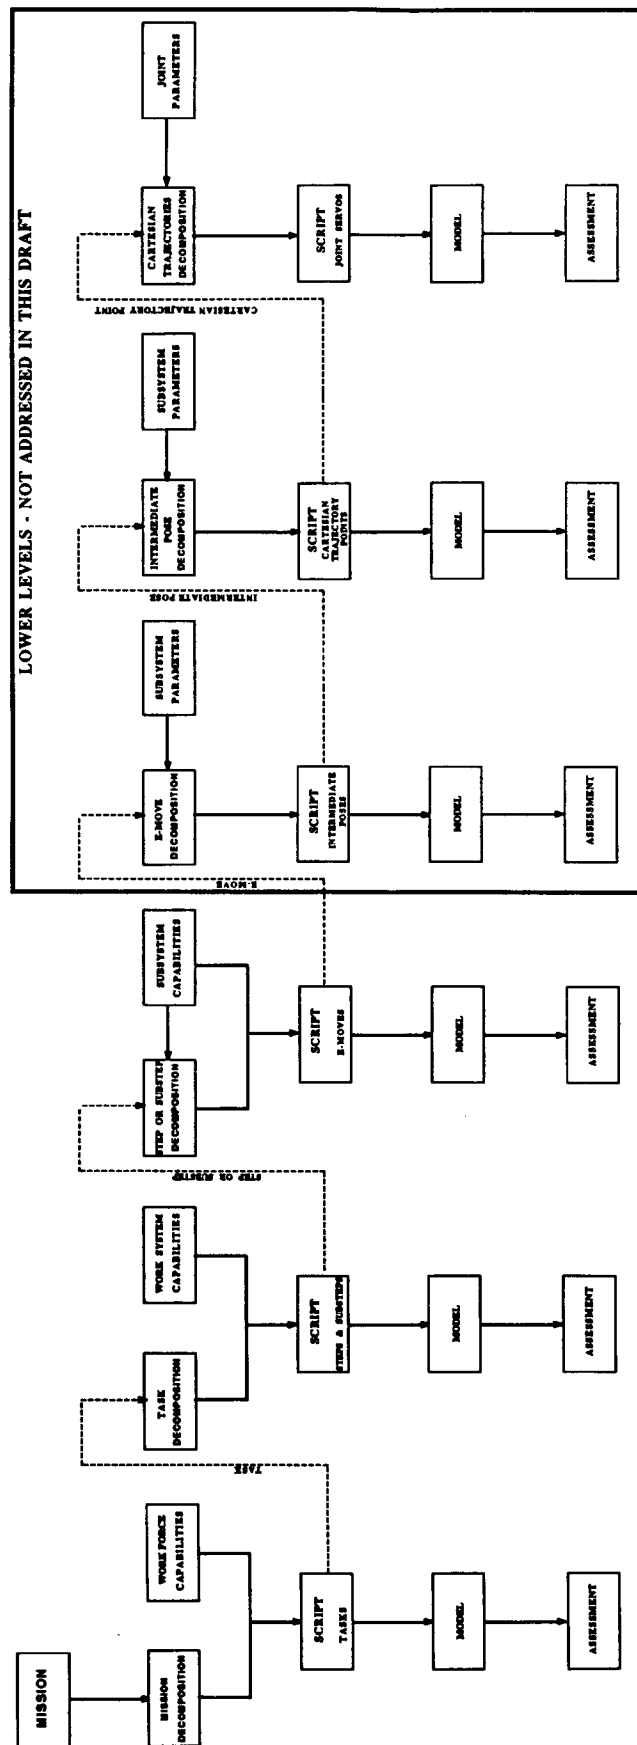 LOWER LEVELS - NOT ADDRESSED IN THIS DRAFT
MISSION
MISSION
DECOMPOSITION
WORK FORCE
CAPABILITIES
SCRIPT
TASKS
MODEL
ASSESSMENT
TASK
TASK
DECOMPOSITION
WORK SYSTEM
CAPABILITIES
SCRIPT
STEPS & SUBSTEPS
MODEL
ASSESSMENT
STEP OR SUBSTEP
STEP OR SUBSTEP
DECOMPOSITION
SUBSYSTEM
CAPABILITIES
SCRIPT
E-MOVES
MODEL
ASSESSMENT
E-MOVE
E-MOVE
DECOMPOSITION
SUBSYSTEM
PARAMETERS
SCRIPT
INTERMEDIATE
POSES
MODEL
ASSESSMENT
INTERMEDIATE POSE
INTERMEDIATE
POSE
DECOMPOSITION
SUBSYSTEM
PARAMETERS
SCRIPT
CARTESIAN
TRAJECTORY
POINTS
MODEL
ASSESSMENT
CARTESIAN TRAJECTORY POINT
CARTESIAN
TRAJECTORIES
DECOMPOSITION
JOINT
PARAMETERS
SCRIPT
JOINT SERVOS
MODEL
ASSESSMENT